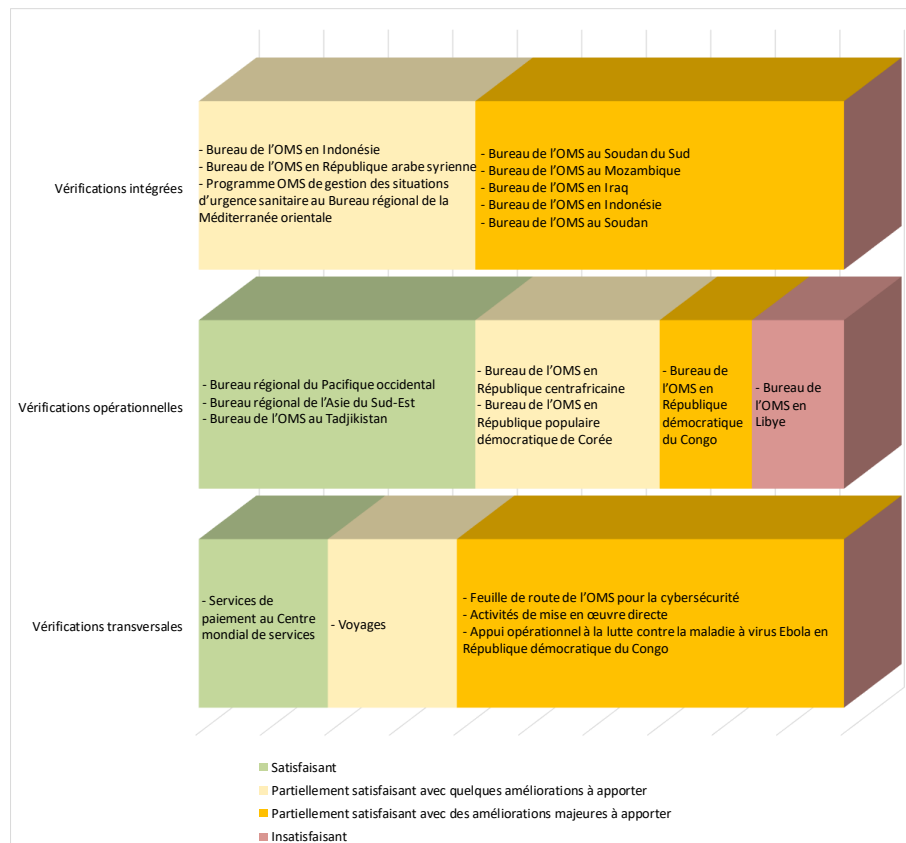 Vérifications intégrées
- Bureau de l’OMS en Indonésie
- Bureau de l’OMS en République arabe syrienne
- Programme OMS de gestion des situations
d’urgence sanitaire au Bureau régional de la
Méditerranée orientale
- Bureau de l’OMS au Soudan du Sud
- Bureau de l’OMS au Mozambique
- Bureau de l’OMS en Iraq
- Bureau de l’OMS en Indonésie
- Bureau de l’OMS au Soudan
Vérifications opérationnelles
- Bureau régional du Pacifique occidental
- Bureau régional de l’Asie du Sud-Est
- Bureau de l’OMS au Tadjikistan
- Bureau de l’OMS en
République centrafricaine
- Bureau de l’OMS en
République populaire
démocratique de Corée
- Bureau de
l’OMS en
République
démocratique
du Congo
- Bureau de
l’OMS en
Libye
Vérifications transversales
- Services de
paiement au Centre
mondial de services
- Voyages
- Feuille de route de l’OMS pour la cybersécurité
- Activités de mise en œuvre directe
- Appui opérationnel à la lutte contre la maladie à virus Ebola en
République démocratique du Congo
Satisfaisant
Partiellement satisfaisant avec quelques améliorations à apporter
Partiellement satisfaisant avec des améliorations majeures à apporter
Insatisfaisant